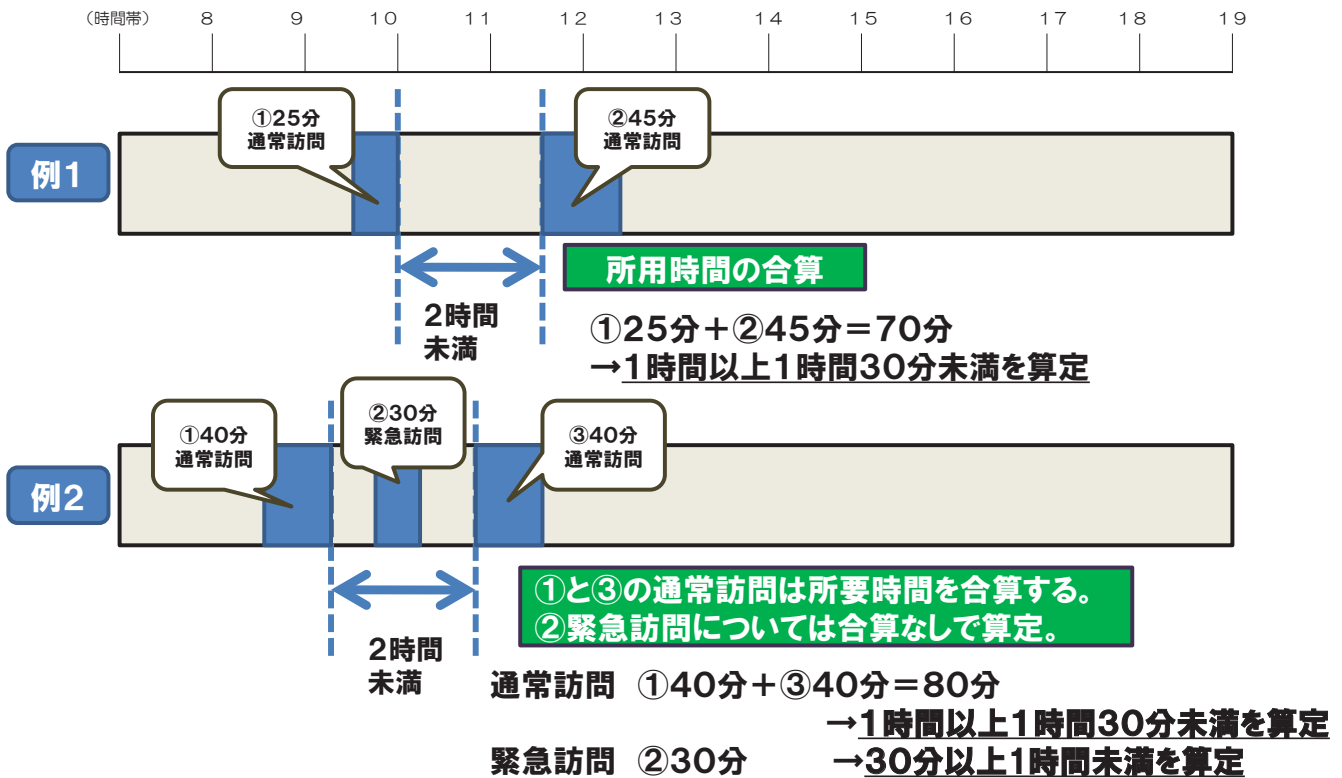 (時間帯) 8 9 10 11 12 13 14 15 16 17 18 19
①25分
通常訪問
②45分
通常訪問
例1
所用時間の合算
2時間
未満
①25分+②45分=70分
→1時間以上1時間30分未満を算定
①40分
通常訪問
②30分
緊急訪問
③40分
通常訪問
例2
①と③の通常訪問は所要時間を合算する。
②緊急訪問については合算なしで算定。
2時間
未満
通常訪問 ①40分+③40分=80分
→1時間以上1時間30分未満を算定
緊急訪問 ②30分 →30分以上1時間未満を算定